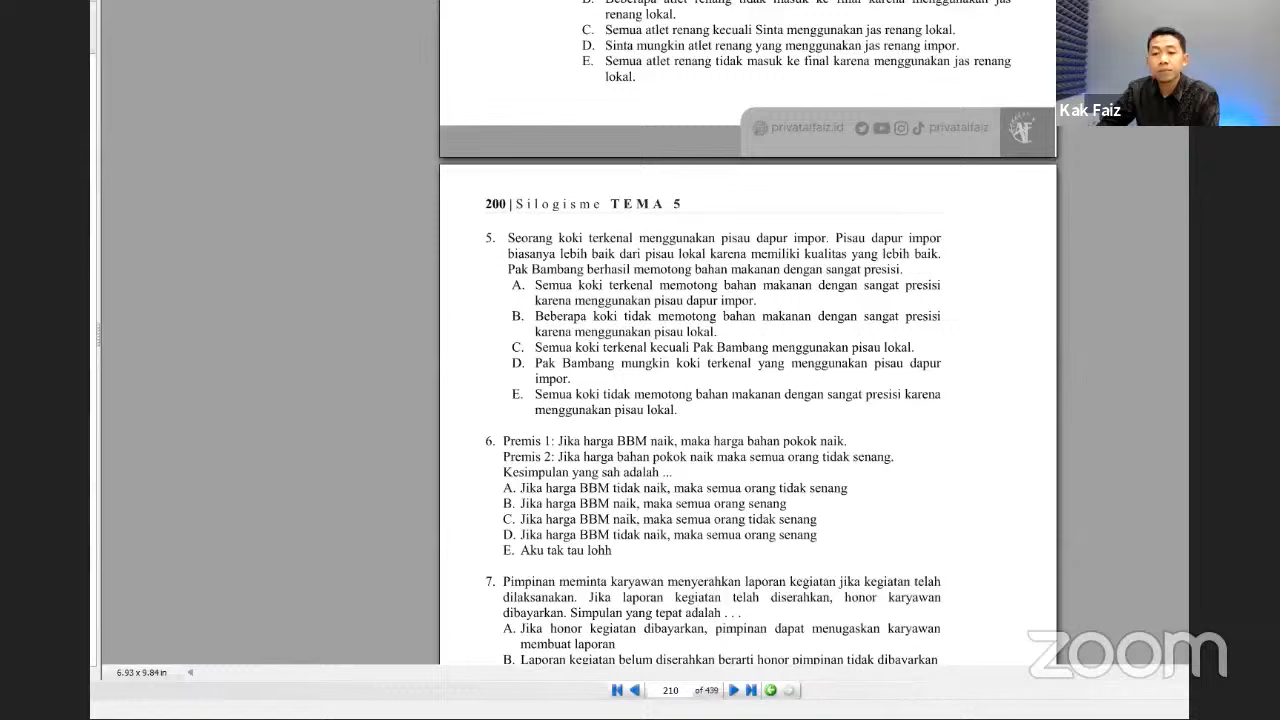 B. Beberapa atlet renang tidak masuk ke final karena menggunakan jas
renang lokal.
C. Semua atlet renang kecuali Sinta menggunakan jas renang lokal.
D. Sinta mungkin atlet renang yang menggunakan jas renang impor.
E. Semua atlet renang tidak masuk ke final karena menggunakan jas renang
lokal.
Kak Faiz
privatalfaiz.id privatalfaiz
AF
200 | Silogisme TEMA 5
5. Seorang koki terkenal menggunakan pisau dapur impor. Pisau dapur impor
biasanya lebih baik dari pisau lokal karena memiliki kualitas yang lebih baik.
Pak Bambang berhasil memotong bahan makanan dengan sangat presisi.
A. Semua koki terkenal memotong bahan makanan dengan sangat presisi
karena menggunakan pisau dapur impor.
B. Beberapa koki tidak memotong bahan makanan dengan sangat presisi
karena menggunakan pisau lokal.
C. Semua koki terkenal kecuali Pak Bambang menggunakan pisau lokal.
D. Pak Bambang mungkin koki terkenal yang menggunakan pisau dapur
impor.
E. Semua koki tidak memotong bahan makanan dengan sangat presisi karena
menggunakan pisau lokal.
6. Premis 1: Jika harga BBM naik, maka harga bahan pokok naik.
Premis 2: Jika harga bahan pokok naik maka semua orang tidak senang.
Kesimpulan yang sah adalah ...
A. Jika harga BBM tidak naik, maka semua orang tidak senang
B. Jika harga BBM naik, maka semua orang senang
C. Jika harga BBM naik, maka semua orang tidak senang
D. Jika harga BBM tidak naik, maka semua orang senang
E. Aku tak tau lohh
7. Pimpinan meminta karyawan menyerahkan laporan kegiatan jika kegiatan telah
dilaksanakan. Jika laporan kegiatan telah diserahkan, honor karyawan
dibayarkan. Simpulan yang tepat adalah . . .
A. Jika honor kegiatan dibayarkan, pimpinan dapat menugaskan karyawan
membuat laporan
B. Laporan kegiatan belum diserahkan berarti honor pimpinan tidak dibayarkan
zoom
6.93 x 9.84 in
210 of 439